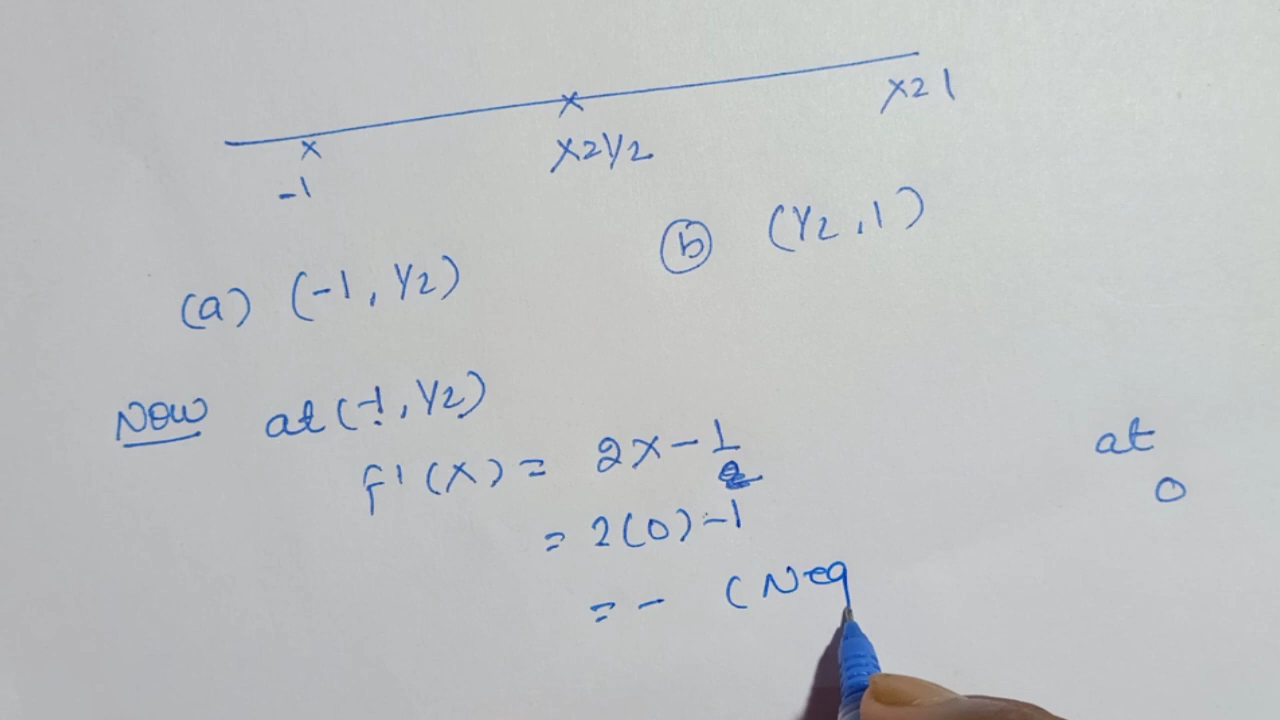 x x
-1 x=1/2 x=1
(a) (-1, 1/2) (b) (1/2, 1)
Now at (-1, 1/2)
f'(x) = 2x - 1 at
= 2(0) - 1 0
= - (Neg